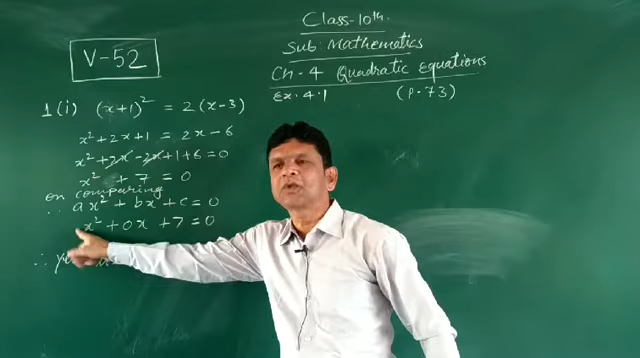 Class-10th.
Sub Mathematics
Ch-4 Quadratic Equations
Ex. 4.1 (P.73)
V-52
1(i) (x+1)² = 2(x-3)
x²+2x+1 = 2x-6
x²+2x-2x+1+6=0
x² + 7 = 0
on comparing
∴ ax² + bx + c = 0
x² + 0x + 7 = 0
∴